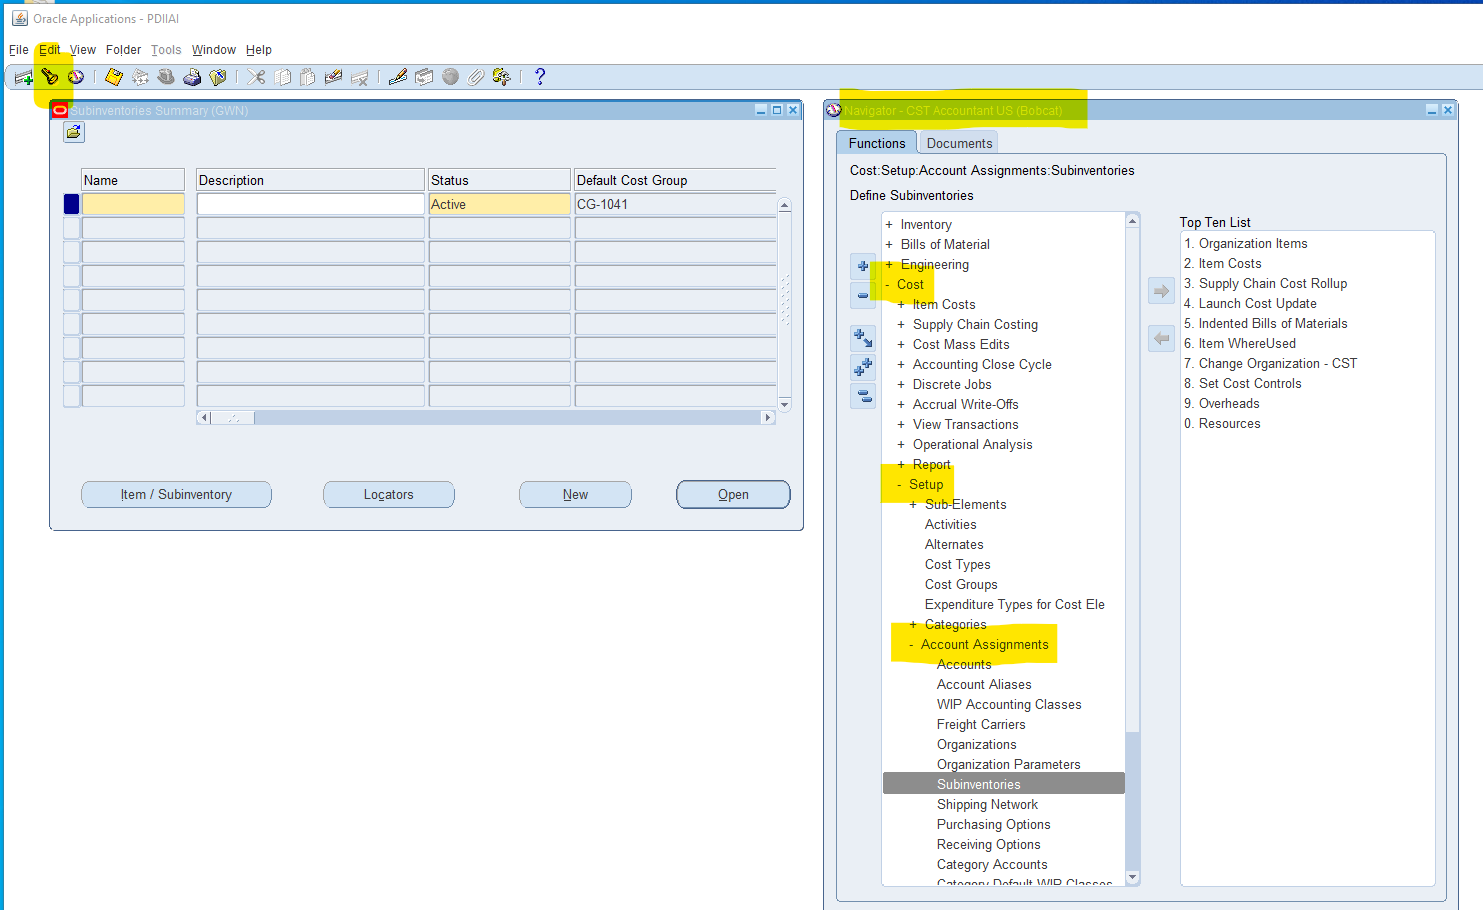 Oracle Applications - PDIIAI
File Edit View Folder Tools Window Help
?
Subinventories Summary (GWN)
Name Description Status Default Cost Group
Active CG-1041
Item / Subinventory Locators New Open
Navigator - CST Accountant US (Bobcat)
Functions Documents
Cost:Setup:Account Assignments:Subinventories
Define Subinventories
+ Inventory
+ Bills of Material
+ Engineering
- Cost
+ Item Costs
+ Supply Chain Costing
+ Cost Mass Edits
+ Accounting Close Cycle
+ Discrete Jobs
+ Accrual Write-Offs
+ View Transactions
+ Operational Analysis
+ Report
- Setup
+ Sub-Elements
Activities
Alternates
Cost Types
Cost Groups
Expenditure Types for Cost Ele
+ Categories
- Account Assignments
Accounts
Account Aliases
WIP Accounting Classes
Freight Carriers
Organizations
Organization Parameters
Subinventories
Shipping Network
Purchasing Options
Receiving Options
Category Accounts
Category Default WIP Classes
Top Ten List
1. Organization Items
2. Item Costs
3. Supply Chain Cost Rollup
4. Launch Cost Update
5. Indented Bills of Materials
6. Item WhereUsed
7. Change Organization - CST
8. Set Cost Controls
9. Overheads
0. Resources